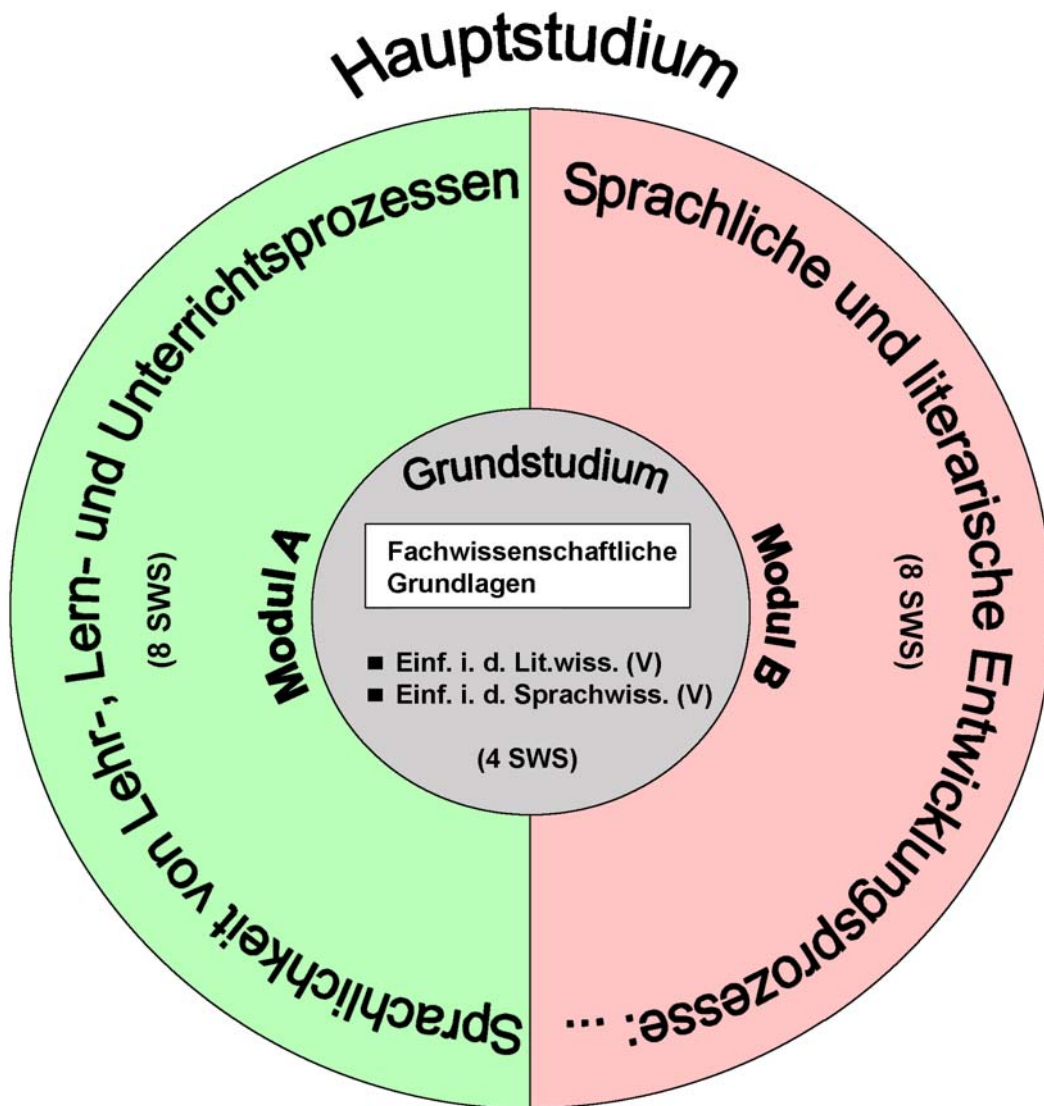 Hauptstudium
Sprachlichkeit von Lehr-, Lern- und Unterrichtsprozessen
(8 SWS)
Modul A
Grundstudium
Fachwissenschaftliche
Grundlagen
■ Einf. i. d. Lit.wiss. (V)
■ Einf. i. d. Sprachwiss. (V)
(4 SWS)
Modul B
(8 SWS)
Sprachliche und literarische Entwicklungsprozesse: ...